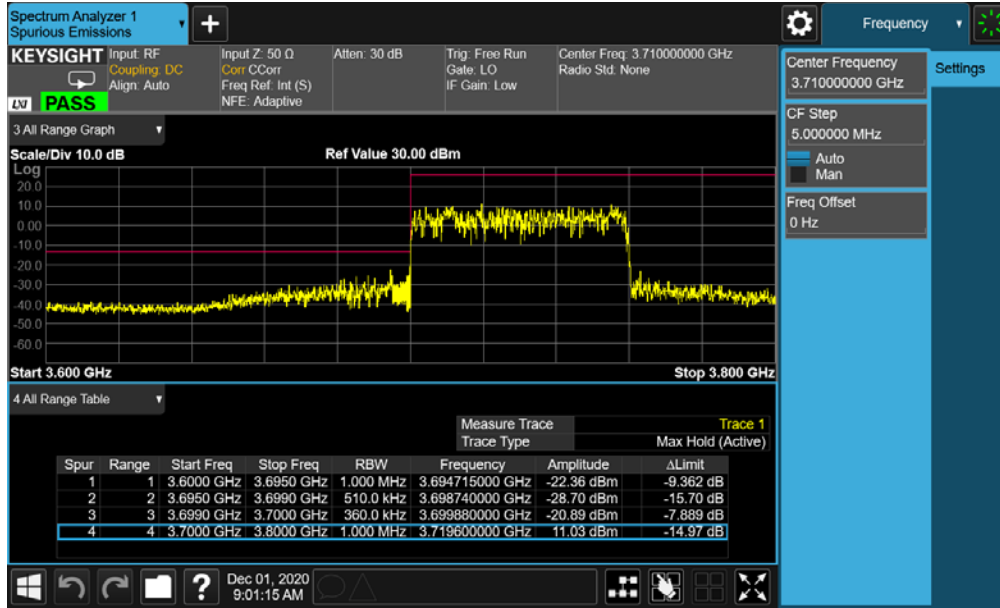 Spectrum Analyzer 1
Spurious Emissions
+
Frequency
KEYSIGHT
Input: RF
Coupling: DC
Align: Auto
Input Z: 50 Ω
Corr CCorr
Freq Ref: Int (S)
NFE: Adaptive
Atten: 30 dB
Trig: Free Run
Gate: LO
IF Gain: Low
Center Freq: 3.710000000 GHz
Radio Std: None
LXI
PASS
Center Frequency
3.710000000 GHz
Settings
CF Step
5.000000 MHz
Auto
Man
Freq Offset
0 Hz
3 All Range Graph
Scale/Div 10.0 dB
Ref Value 30.00 dBm
Log
20.0
10.0
0.00
-10.0
-20.0
-30.0
-40.0
-50.0
-60.0
Start 3.600 GHz
Stop 3.800 GHz
4 All Range Table
Measure Trace Trace 1
Trace Type Max Hold (Active)
Spur Range Start Freq Stop Freq RBW Frequency Amplitude ΔLimit
1 1 3.6000 GHz 3.6950 GHz 1.000 MHz 3.694715000 GHz -22.36 dBm -9.362 dB
2 2 3.6950 GHz 3.6990 GHz 510.0 kHz 3.698740000 GHz -28.70 dBm -15.70 dB
3 3 3.6990 GHz 3.7000 GHz 360.0 kHz 3.699880000 GHz -20.89 dBm -7.889 dB
4 4 3.7000 GHz 3.8000 GHz 1.000 MHz 3.719600000 GHz 11.03 dBm -14.97 dB
?
Dec 01, 2020
9:01:15 AM